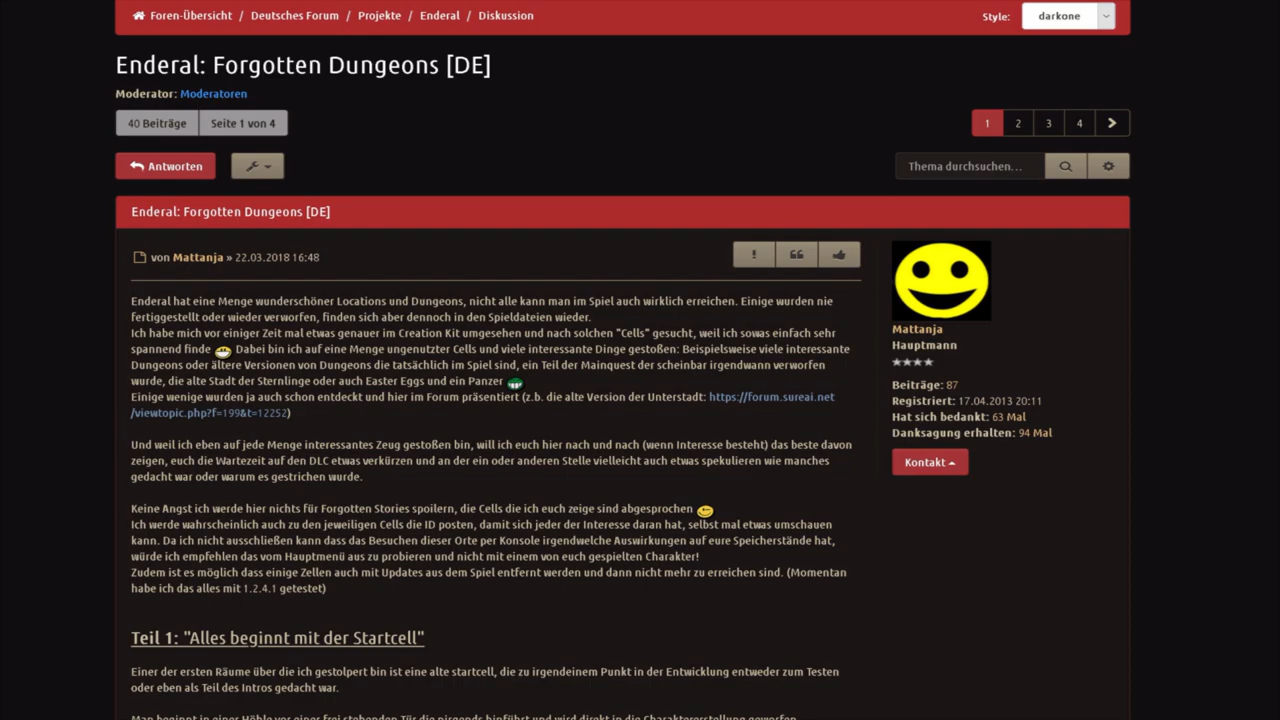 Foren-Übersicht / Deutsches Forum / Projekte / Enderal / Diskussion
Style: darkone
Enderal: Forgotten Dungeons [DE]
Moderator: Moderatoren
40 Beiträge Seite 1 von 4
1 2 3 4
Antworten
Thema durchsuchen…
Enderal: Forgotten Dungeons [DE]
von Mattanja » 22.03.2018 16:48
Enderal hat eine Menge wunderschöner Locations und Dungeons, nicht alle kann man im Spiel auch wirklich erreichen. Einige wurden nie
fertiggestellt oder wieder verworfen, finden sich aber dennoch in den Spieldateien wieder.
Ich habe mich vor einiger Zeit mal etwas genauer im Creation Kit umgesehen und nach solchen "Cells" gesucht, weil ich sowas einfach sehr
spannend finde Dabei bin ich auf eine Menge ungenutzter Cells und viele interessante Dinge gestoßen: Beispielsweise viele interessante
Dungeons oder ältere Versionen von Dungeons die tatsächlich im Spiel sind, ein Teil der Mainquest der scheinbar irgendwann verworfen
wurde, die alte Stadt der Sternlinge oder auch Easter Eggs und ein Panzer
Einige wenige wurden ja auch schon entdeckt und hier im Forum präsentiert (z.b. die alte Version der Unterstadt: https://forum.sureai.net
/viewtopic.php?f=199&t=12252)
Und weil ich eben auf jede Menge interessantes Zeug gestoßen bin, will ich euch hier nach und nach (wenn Interesse besteht) das beste davon
zeigen, euch die Wartezeit auf den DLC etwas verkürzen und an der ein oder anderen Stelle vielleicht auch etwas spekulieren wie manches
gedacht war oder warum es gestrichen wurde.
Keine Angst ich werde hier nichts für Forgotten Stories spoilern, die Cells die ich euch zeige sind abgesprochen
Ich werde wahrscheinlich auch zu den jeweiligen Cells die ID posten, damit sich jeder der Interesse daran hat, selbst mal etwas umschauen
kann. Da ich nicht ausschließen kann dass das Besuchen dieser Orte per Konsole irgendwelche Auswirkungen auf eure Speicherstände hat,
würde ich empfehlen das vom Hauptmenü aus zu probieren und nicht mit einem von euch gespielten Charakter!
Zudem ist es möglich dass einige Zellen auch mit Updates aus dem Spiel entfernt werden und dann nicht mehr zu erreichen sind. (Momentan
habe ich das alles mit 1.2.4.1 getestet)
Teil 1: "Alles beginnt mit der Startcell"
Einer der ersten Räume über die ich gestolpert bin ist eine alte startcell, die zu irgendeinem Punkt in der Entwicklung entweder zum Testen
oder eben als Teil des Intros gedacht war.
Man beginnt in einer Höhle vor einer frei stehenden Tür die nirgends hinführt und wird direkt in die Charaktererstellung geworfen.
Mattanja
Hauptmann
Beiträge: 87
Registriert: 17.04.2013 20:11
Hat sich bedankt: 63 Mal
Danksagung erhalten: 94 Mal
Kontakt